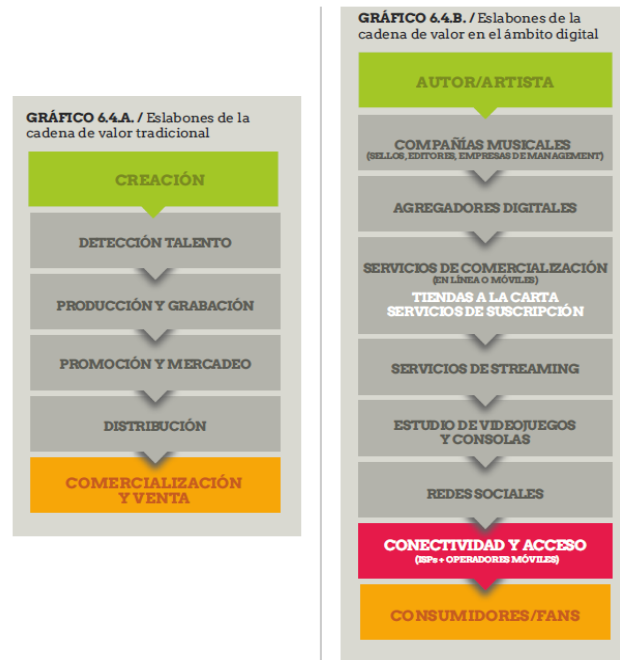 GRÁFICO 6.4.A. / Eslabones de la
cadena de valor tradicional
CREACIÓN
DETECCIÓN TALENTO
PRODUCCIÓN Y GRABACIÓN
PROMOCIÓN Y MERCADEO
DISTRIBUCIÓN
COMERCIALIZACIÓN
Y VENTA
GRÁFICO 6.4.B. / Eslabones de la
cadena de valor en el ámbito digital
AUTOR/ARTISTA
COMPAÑÍAS MUSICALES
(SELLOS, EDITORES, EMPRESAS DE MANAGEMENT)
AGREGADORES DIGITALES
SERVICIOS DE COMERCIALIZACIÓN
(EN LÍNEA O MÓVILES)
TIENDAS A LA CARTA
SERVICIOS DE SUSCRIPCIÓN
SERVICIOS DE STREAMING
ESTUDIO DE VIDEOJUEGOS
Y CONSOLAS
REDES SOCIALES
CONECTIVIDAD Y ACCESO
(ISPs + OPERADORES MÓVILES)
CONSUMIDORES/FANS